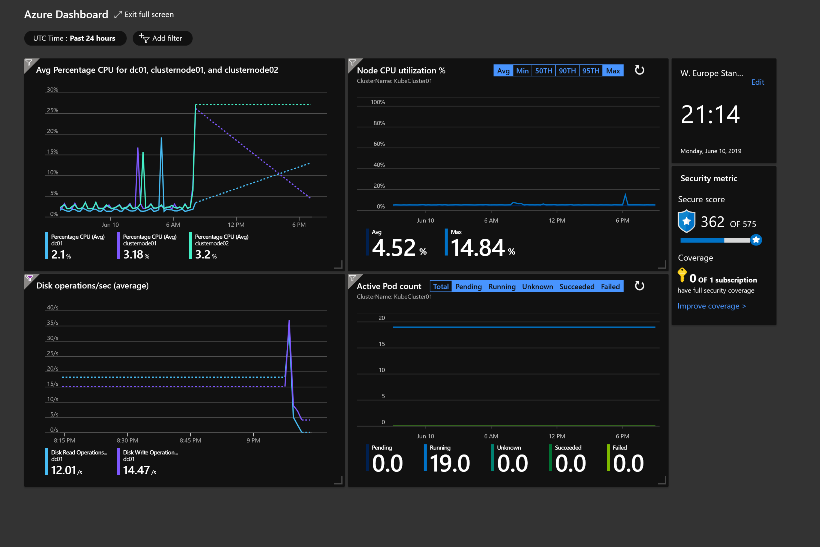 Azure Dashboard Exit full screen
UTC Time : Past 24 hours Add filter
Avg Percentage CPU for dc01, clusternode01, and clusternode02
30%
25%
20%
15%
10%
5%
0%
Jun 10 6 AM 12 PM 6 PM
Percentage CPU (Avg)
dc01
2.1 %
Percentage CPU (Avg)
clusternode01
3.18 %
Percentage CPU (Avg)
clusternode02
3.2 %
Node CPU utilization %
ClusterName: KubCluster01
Avg Min 50TH 90TH 95TH Max
100%
80%
60%
40%
20%
0%
Jun 10 6 AM 12 PM 6 PM
Avg
4.52 %
Max
14.84 %
W. Europe Stan...
Edit
21:14
Monday, June 10, 2019
Security metric
Secure score
362 OF 575
Coverage
0 OF 1 subscription
have full security coverage
Improve coverage >
Disk operations/sec (average)
40/s
35/s
30/s
25/s
20/s
15/s
10/s
5/s
0/s
8:15 PM 8:30 PM 8:45 PM 9 PM
Disk Read Operations...
dc01
12.01 /s
Disk Write Operation...
dc01
14.47 /s
Active Pod count
ClusterName: KubCluster01
Total Pending Running Unknown Succeeded Failed
20
15
10
5
0
Jun 10 6 AM 12 PM 6 PM
Pending
0.0
Running
19.0
Unknown
0.0
Succeeded
0.0
Failed
0.0